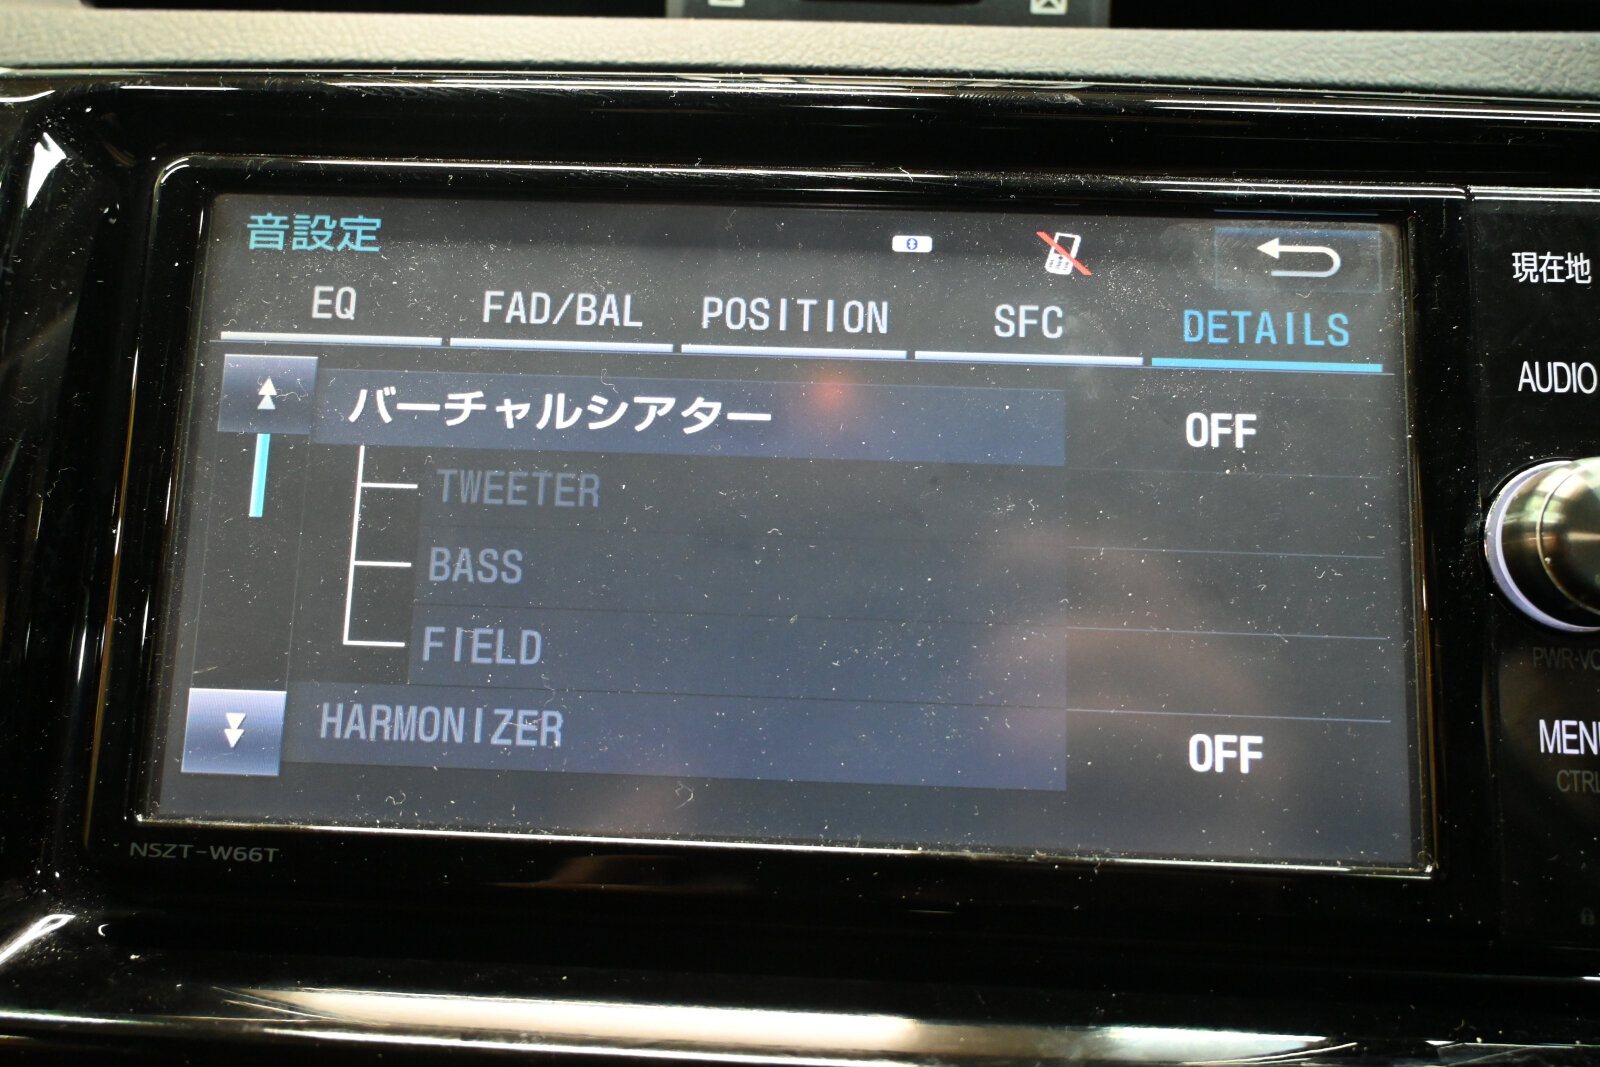 音設定
EQ FAD/BAL POSITION SFC DETAILS
バーチャルシアター OFF
TWEETER
BASS
FIELD
HARMONIZER OFF
NSZT-W66T
現在地
AUDIO